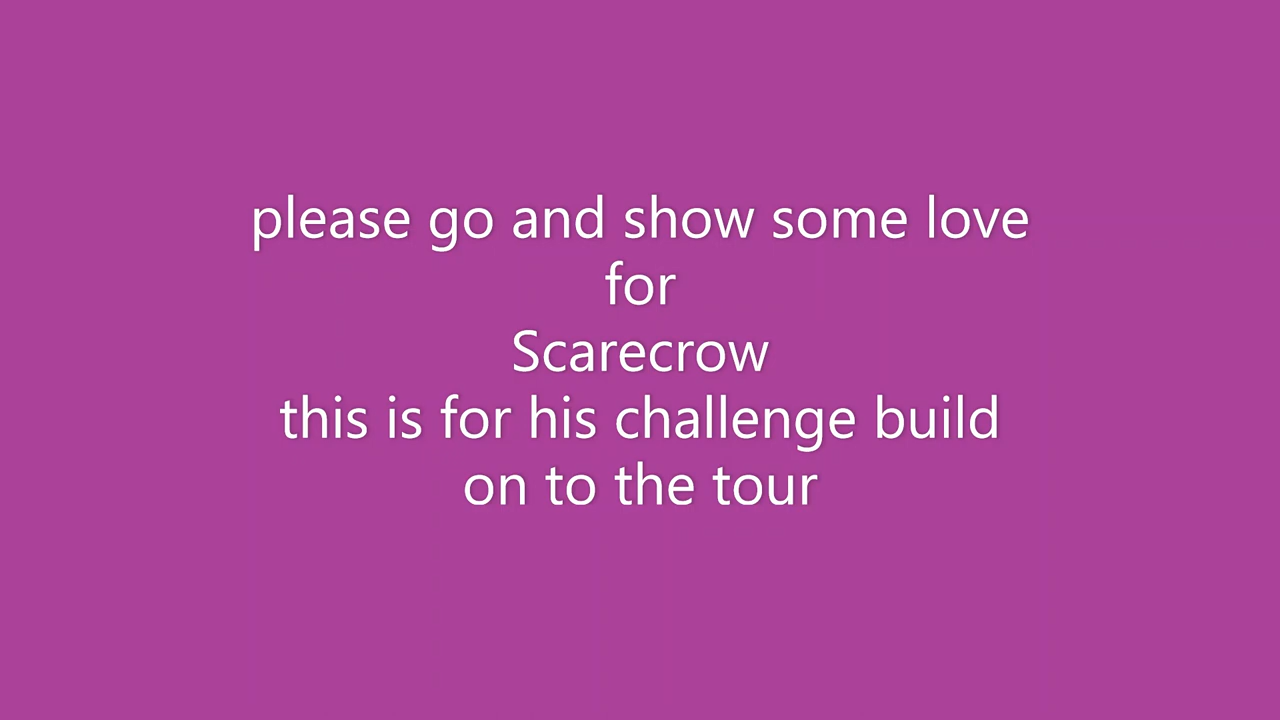 please go and show some love
for
Scarecrow
this is for his challenge build
on to the tour